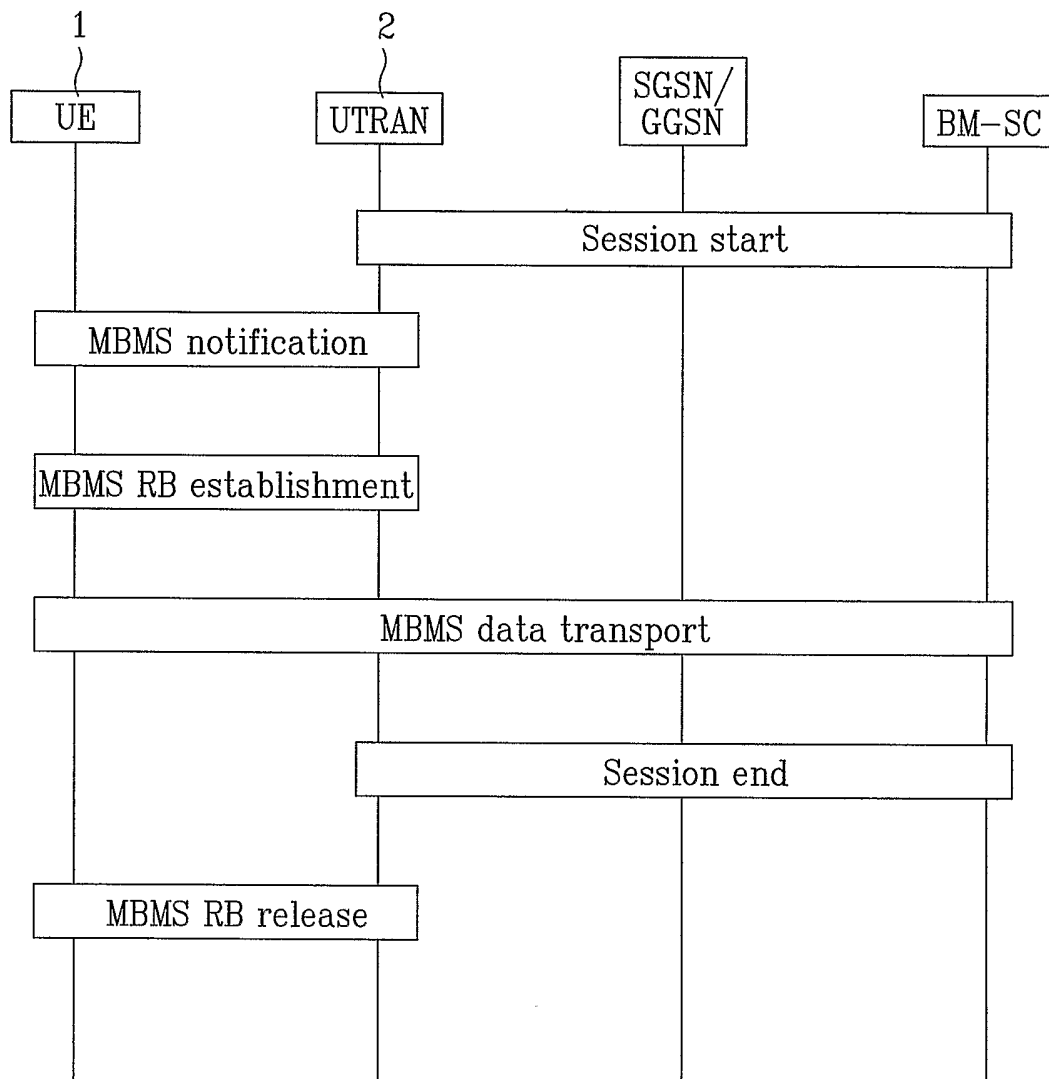 1
2
UE
UTRAN
SGSN/
GGSN
BM-SC
Session start
MBMS notification
MBMS RB establishment
MBMS data transport
Session end
MBMS RB release